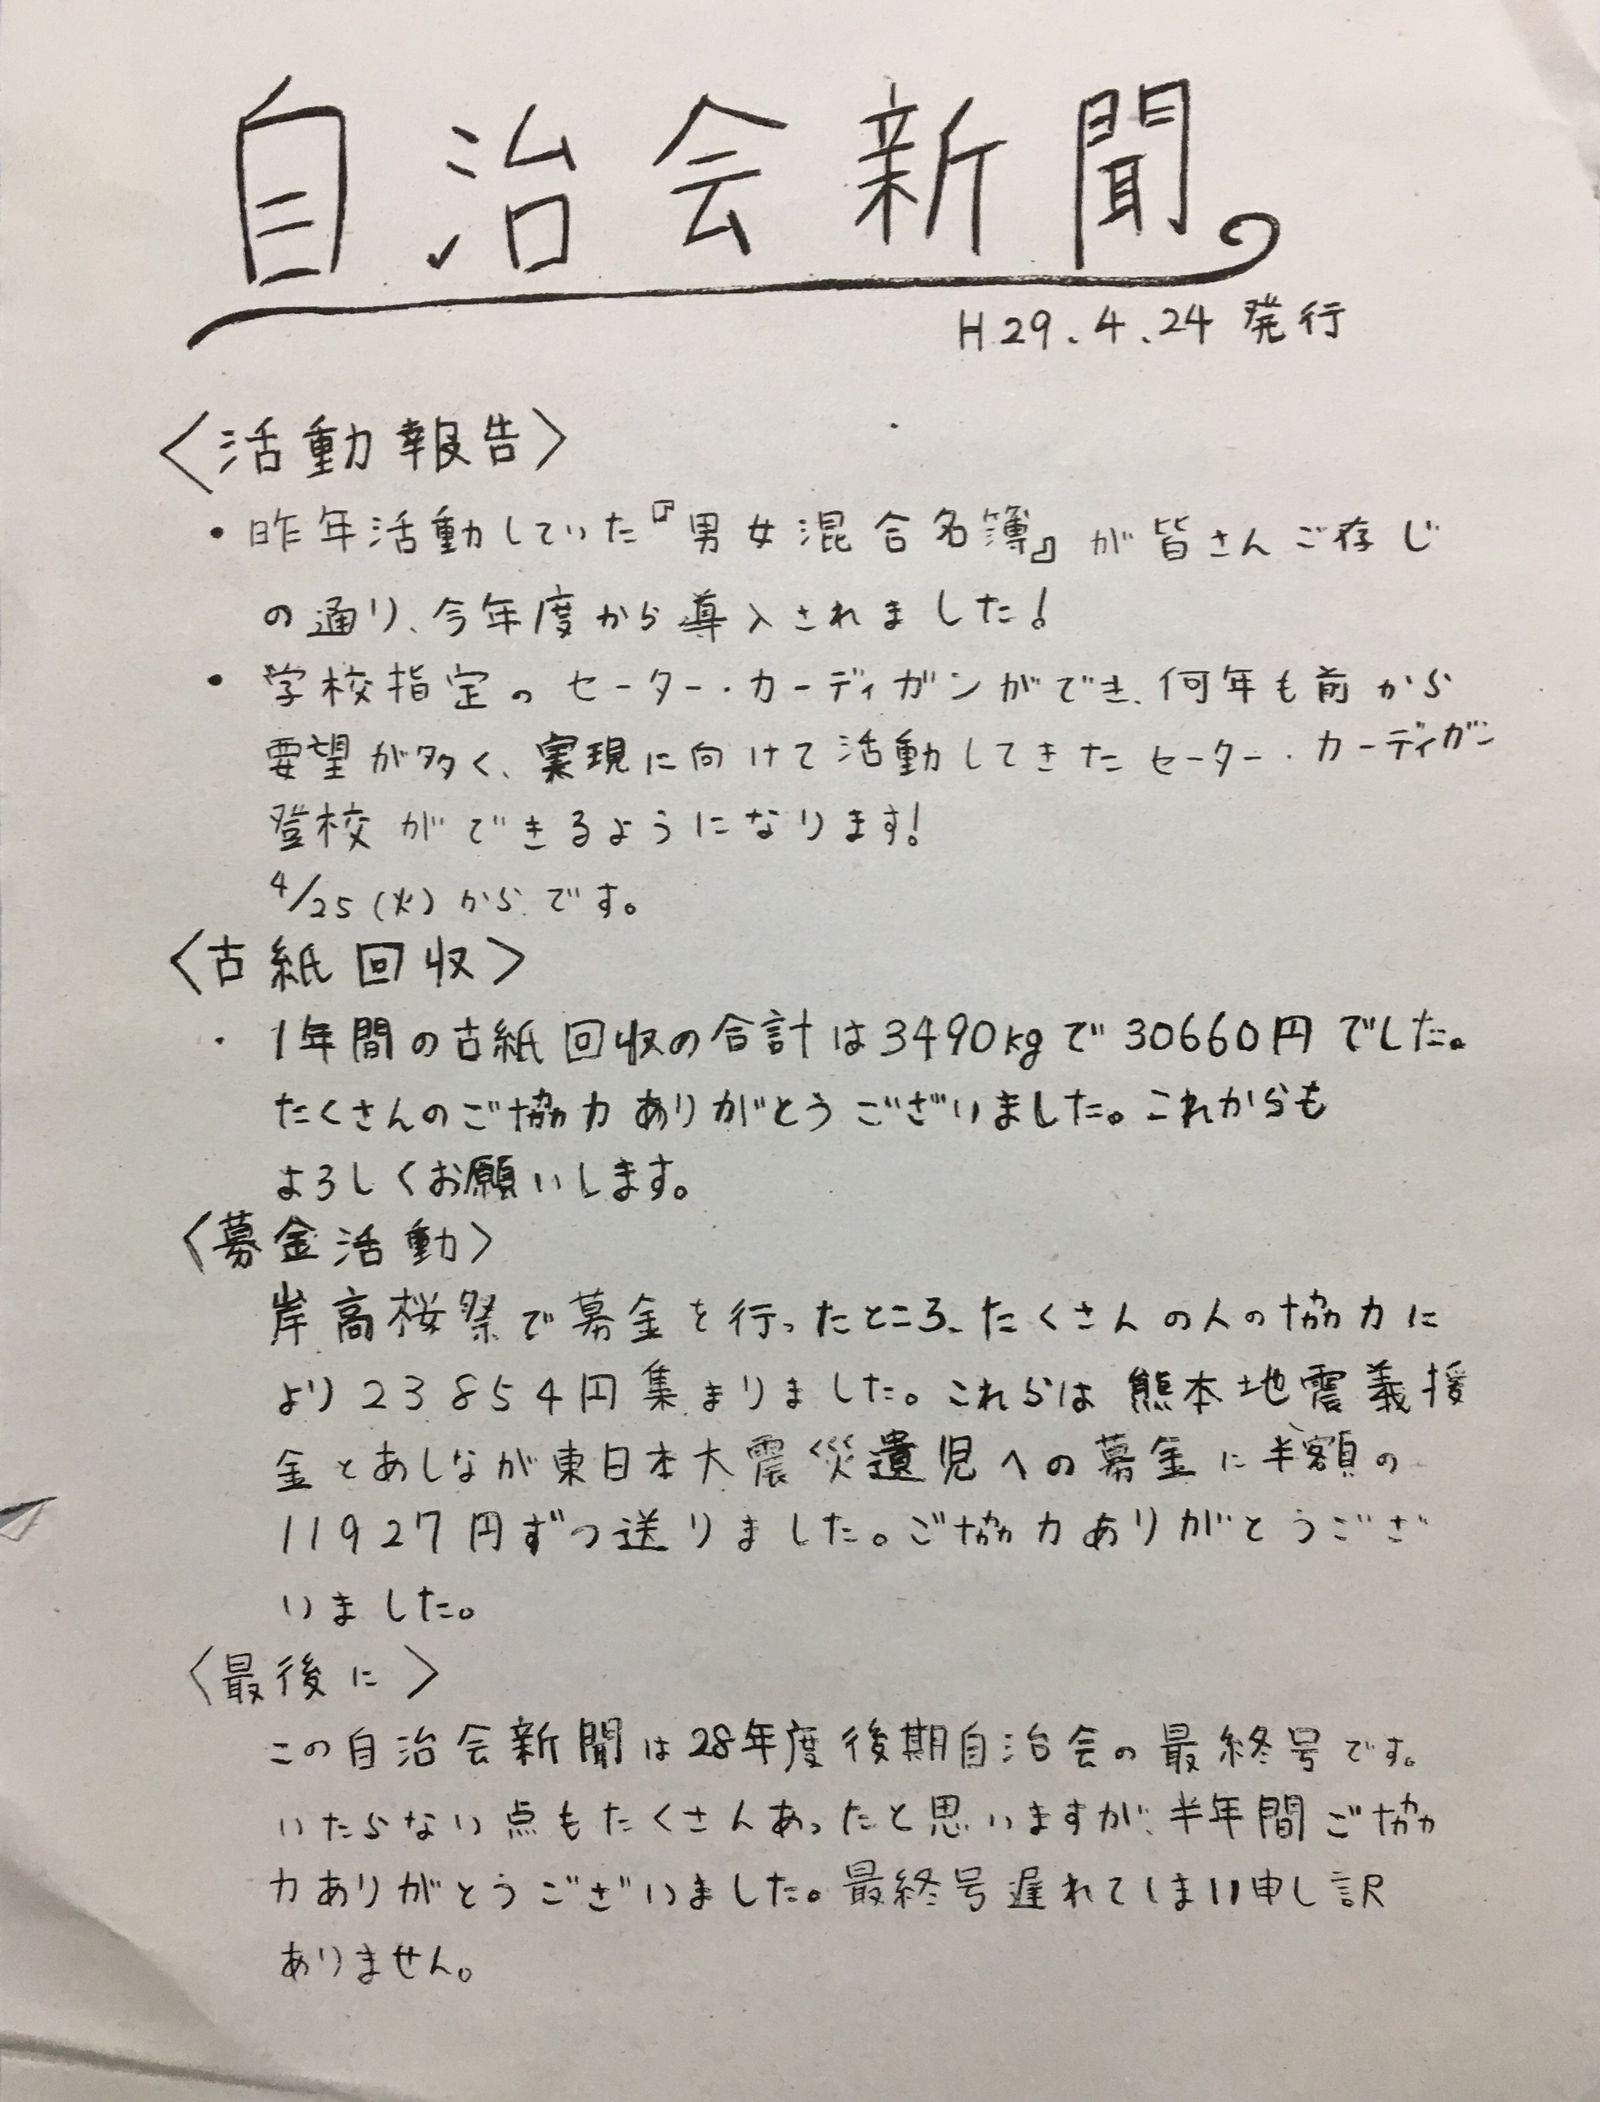 自治会新聞
H29.4.24 発行
〈活動報告〉
・昨年活動していた『男女混合名簿』が皆さんご存じ
の通り、今年度から導入されました!
・学校指定のセーター・カーディガンができ、何年も前から
要望が多く、実現に向けて活動してきたセーター・カーディガン
登校ができるようになります!
4/25(火)からです。
〈古紙回収〉
・1年間の古紙回収の合計は3490kgで30660円でした。
たくさんのご協力ありがとうございました。これからも
よろしくお願いします。
〈募金活動〉
岸高桜祭で募金を行ったところ、たくさんの人の協力に
より23854円集まりました。これらは熊本地震義援
金とあしなが東日本大震災遺児への募金に半額の
11927円ずつ送りました。ご協力ありがとうござ
いました。
〈最後に〉
この自治会新聞は28年度後期自治会の最終号です。
いたらない点もたくさんあったと思いますが、半年間ご協
力ありがとうございました。最終号遅れてしまい申し訳
ありません。